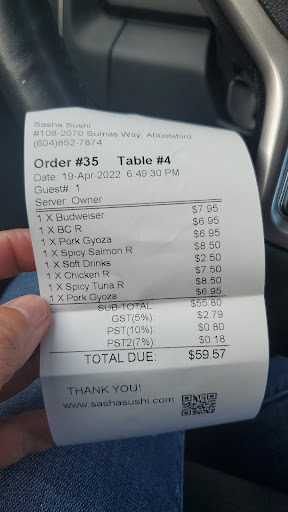 Sasha Sushi
#108-2070 Sumas Way, Abbotsford
(604)852-7874
Order #35 Table #4
Date: 19-Apr-2022 6:49:30 PM
Guest#: 1
Server: Owner
1 X Budweiser $7.95
1 X BC R $6.95
1 X Pork Gyoza $6.95
1 X Spicy Salmon R $8.50
1 X Soft Drinks $2.50
1 X Chicken R $7.50
1 X Spicy Tuna R $8.50
1 X Pork Gyoza $6.95
SUB-TOTAL: $55.80
GST(5%): $2.79
PST(10%): $0.80
PST2(7%): $0.18
TOTAL DUE: $59.57
THANK YOU!
www.sashasushi.com